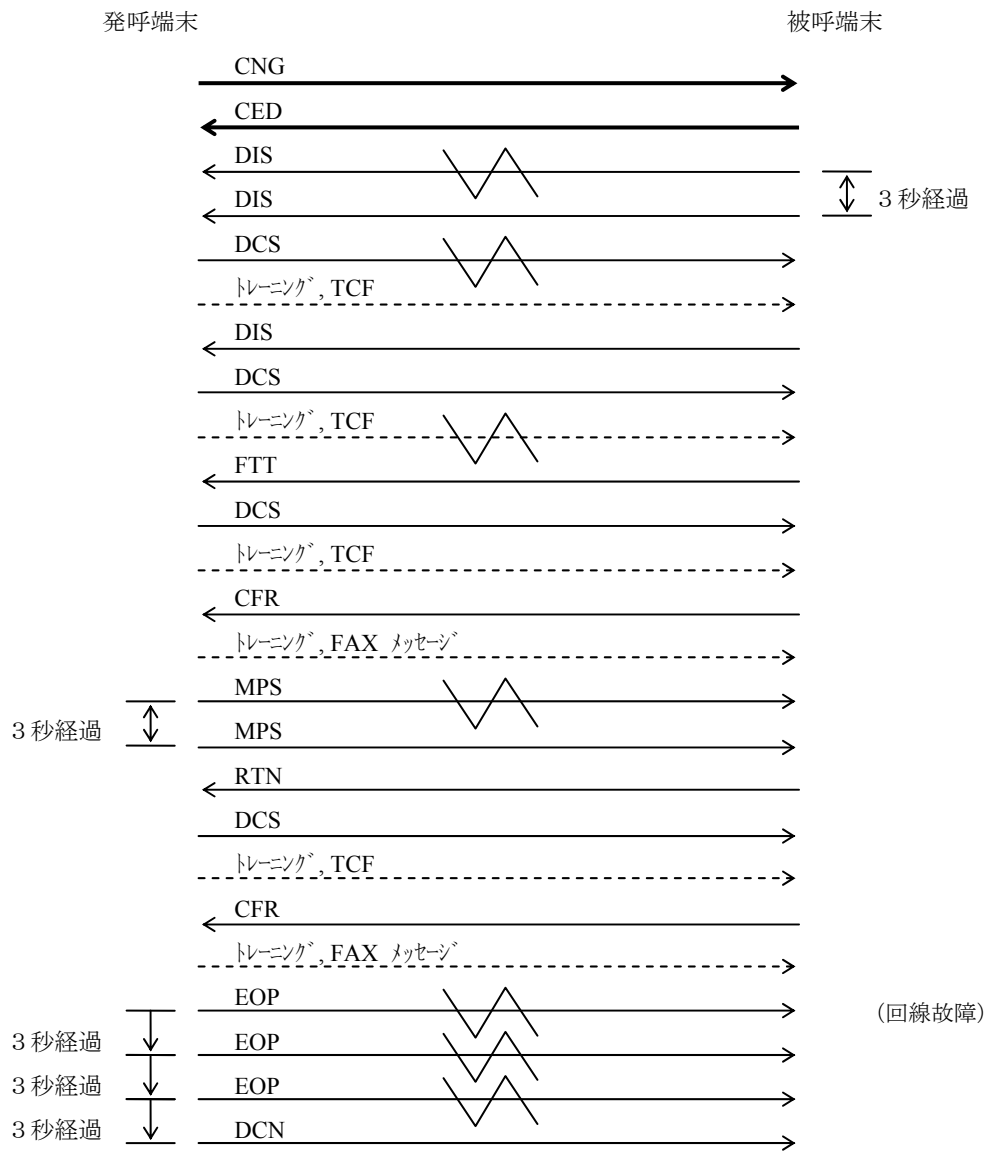 発呼端末
被呼端末
CNG
CED
DIS
DIS
3秒経過
DCS
ﾄﾚｰﾆﾝｸﾞ, TCF
DIS
DCS
ﾄﾚｰﾆﾝｸﾞ, TCF
FTT
DCS
ﾄﾚｰﾆﾝｸﾞ, TCF
CFR
ﾄﾚｰﾆﾝｸﾞ, FAX ﾒｯｾｰｼﾞ
MPS
3秒経過
MPS
RTN
DCS
ﾄﾚｰﾆﾝｸﾞ, TCF
CFR
ﾄﾚｰﾆﾝｸﾞ, FAX ﾒｯｾｰｼﾞ
EOP
(回線故障)
3秒経過
EOP
3秒経過
EOP
3秒経過
DCN